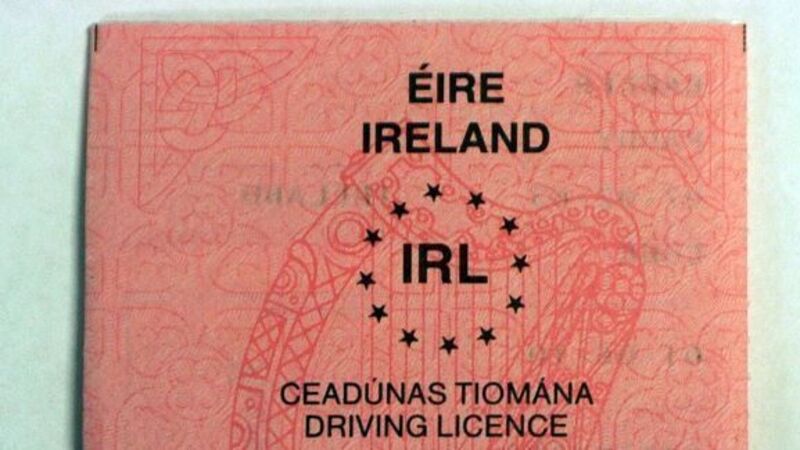 ÉIRE
IRELAND
IRL
CEADÚNAS TIOMÁNA
DRIVING LICENCE